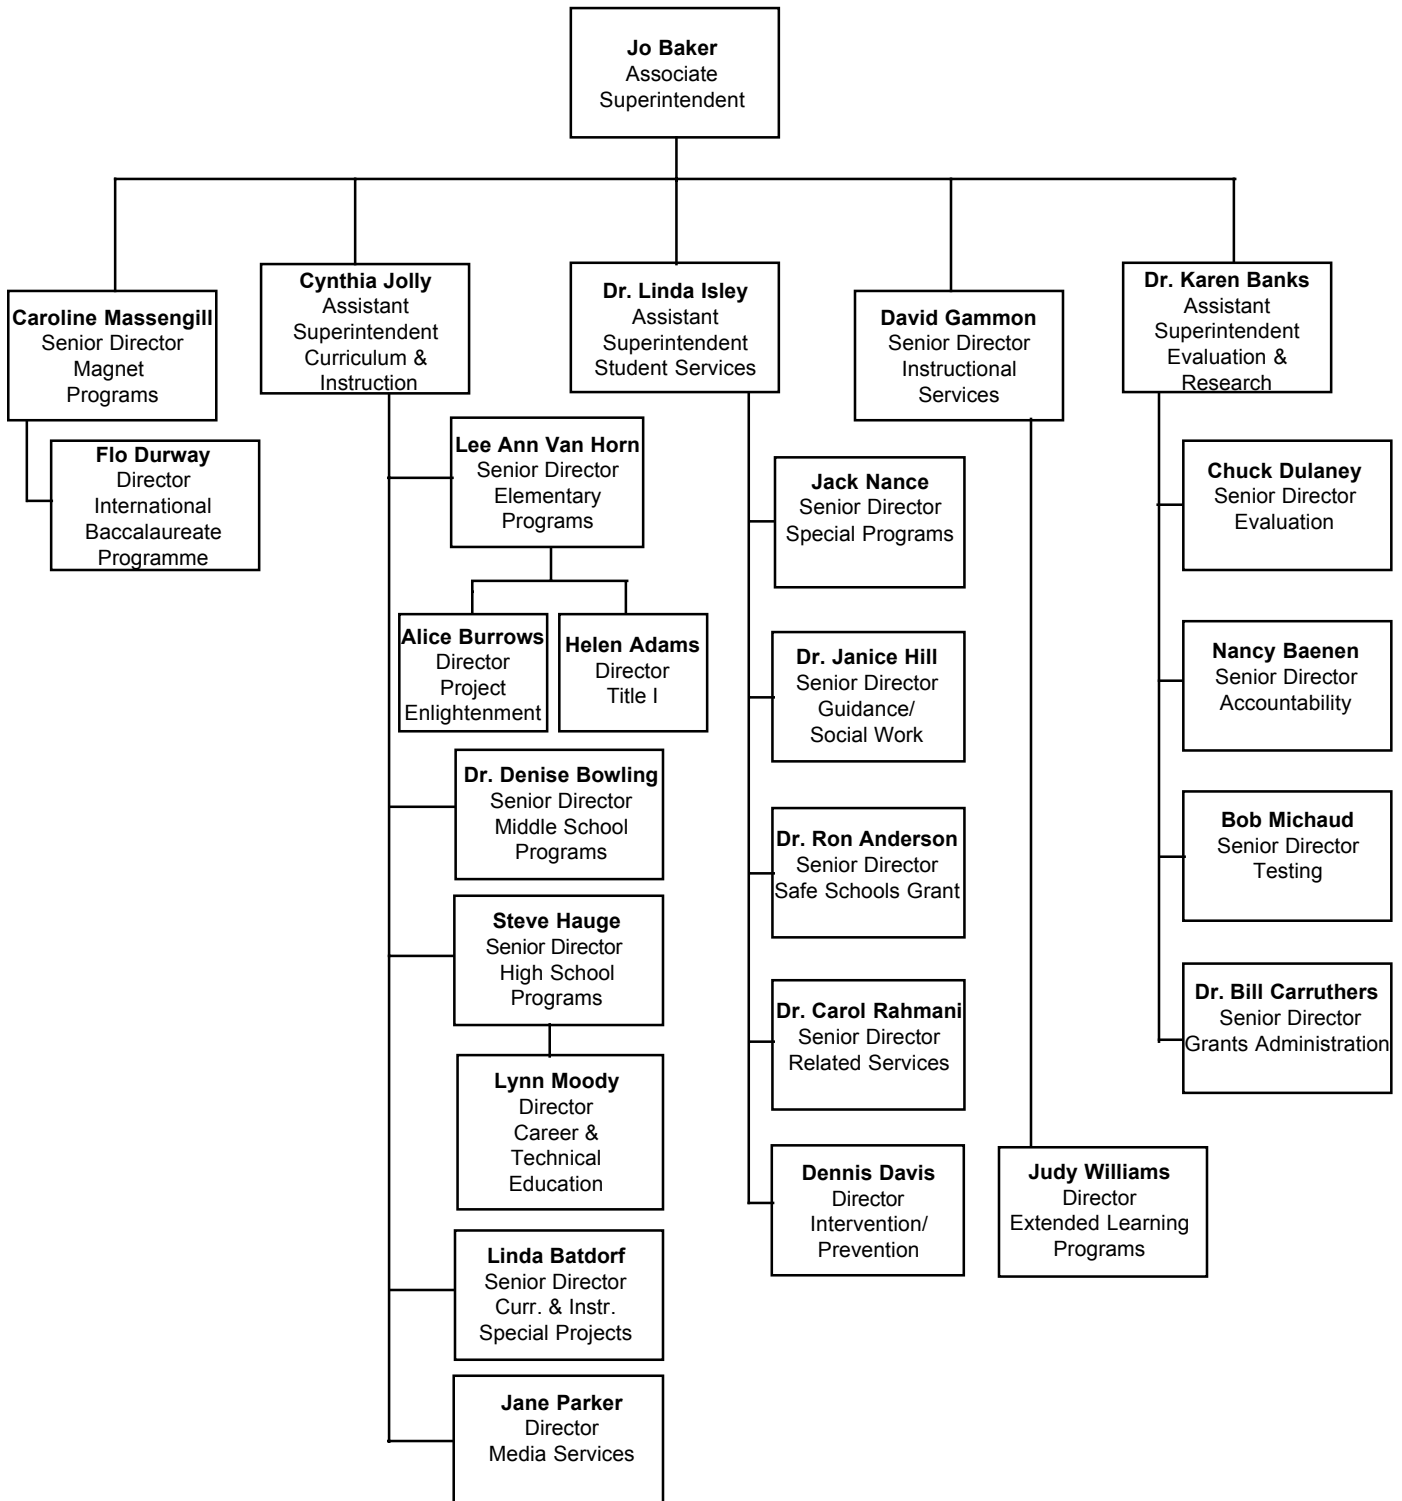 Jo Baker
Associate
Superintendent
Caroline Massengill
Senior Director
Magnet
Programs
Flo Durway
Director
International
Baccalaureate
Programme
Cynthia Jolly
Assistant
Superintendent
Curriculum &
Instruction
Lee Ann Van Horn
Senior Director
Elementary
Programs
Alice Burrows
Director
Project
Enlightenment
Helen Adams
Director
Title I
Dr. Denise Bowling
Senior Director
Middle School
Programs
Steve Hauge
Senior Director
High School
Programs
Lynn Moody
Director
Career &
Technical
Education
Linda Batdorf
Senior Director
Curr. & Instr.
Special Projects
Jane Parker
Director
Media Services
Dr. Linda Isley
Assistant
Superintendent
Student Services
Jack Nance
Senior Director
Special Programs
Dr. Janice Hill
Senior Director
Guidance/
Social Work
Dr. Ron Anderson
Senior Director
Safe Schools Grant
Dr. Carol Rahmani
Senior Director
Related Services
Dennis Davis
Director
Intervention/
Prevention
David Gammon
Senior Director
Instructional
Services
Judy Williams
Director
Extended Learning
Programs
Dr. Karen Banks
Assistant
Superintendent
Evaluation &
Research
Chuck Dulaney
Senior Director
Evaluation
Nancy Baenen
Senior Director
Accountability
Bob Michaud
Senior Director
Testing
Dr. Bill Carruthers
Senior Director
Grants Administration